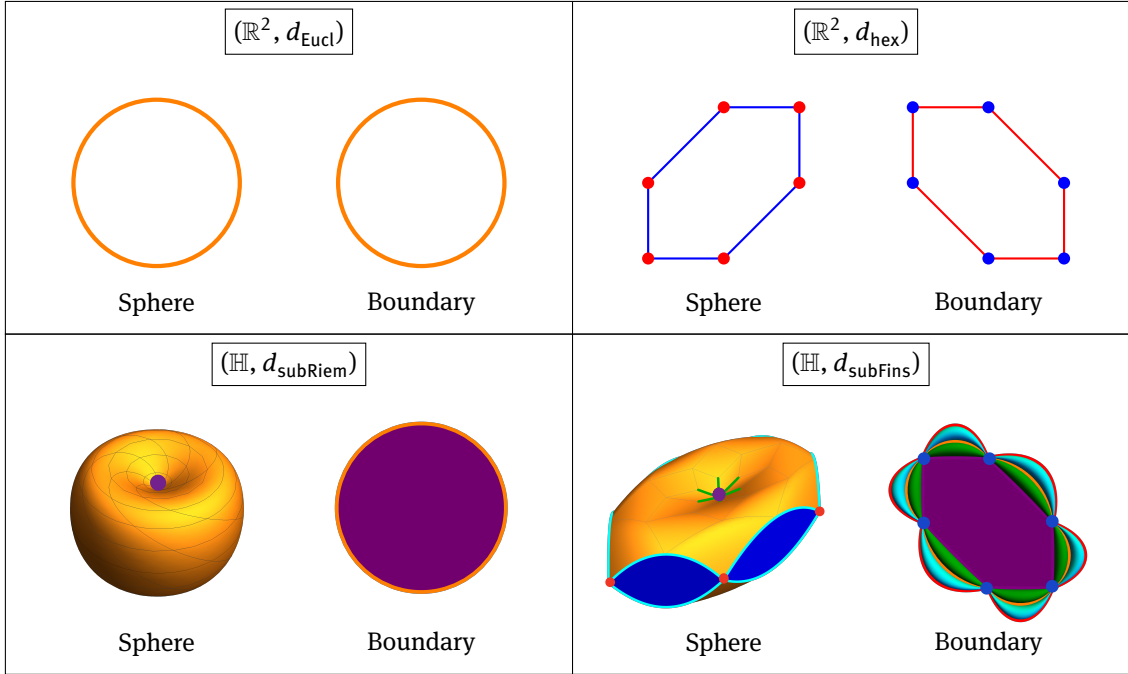 (ℝ², d_Eucl)
Sphere
Boundary
(ℝ², d_hex)
Sphere
Boundary
(ℍ, d_subRiem)
Sphere
Boundary
(ℍ, d_subFins)
Sphere
Boundary